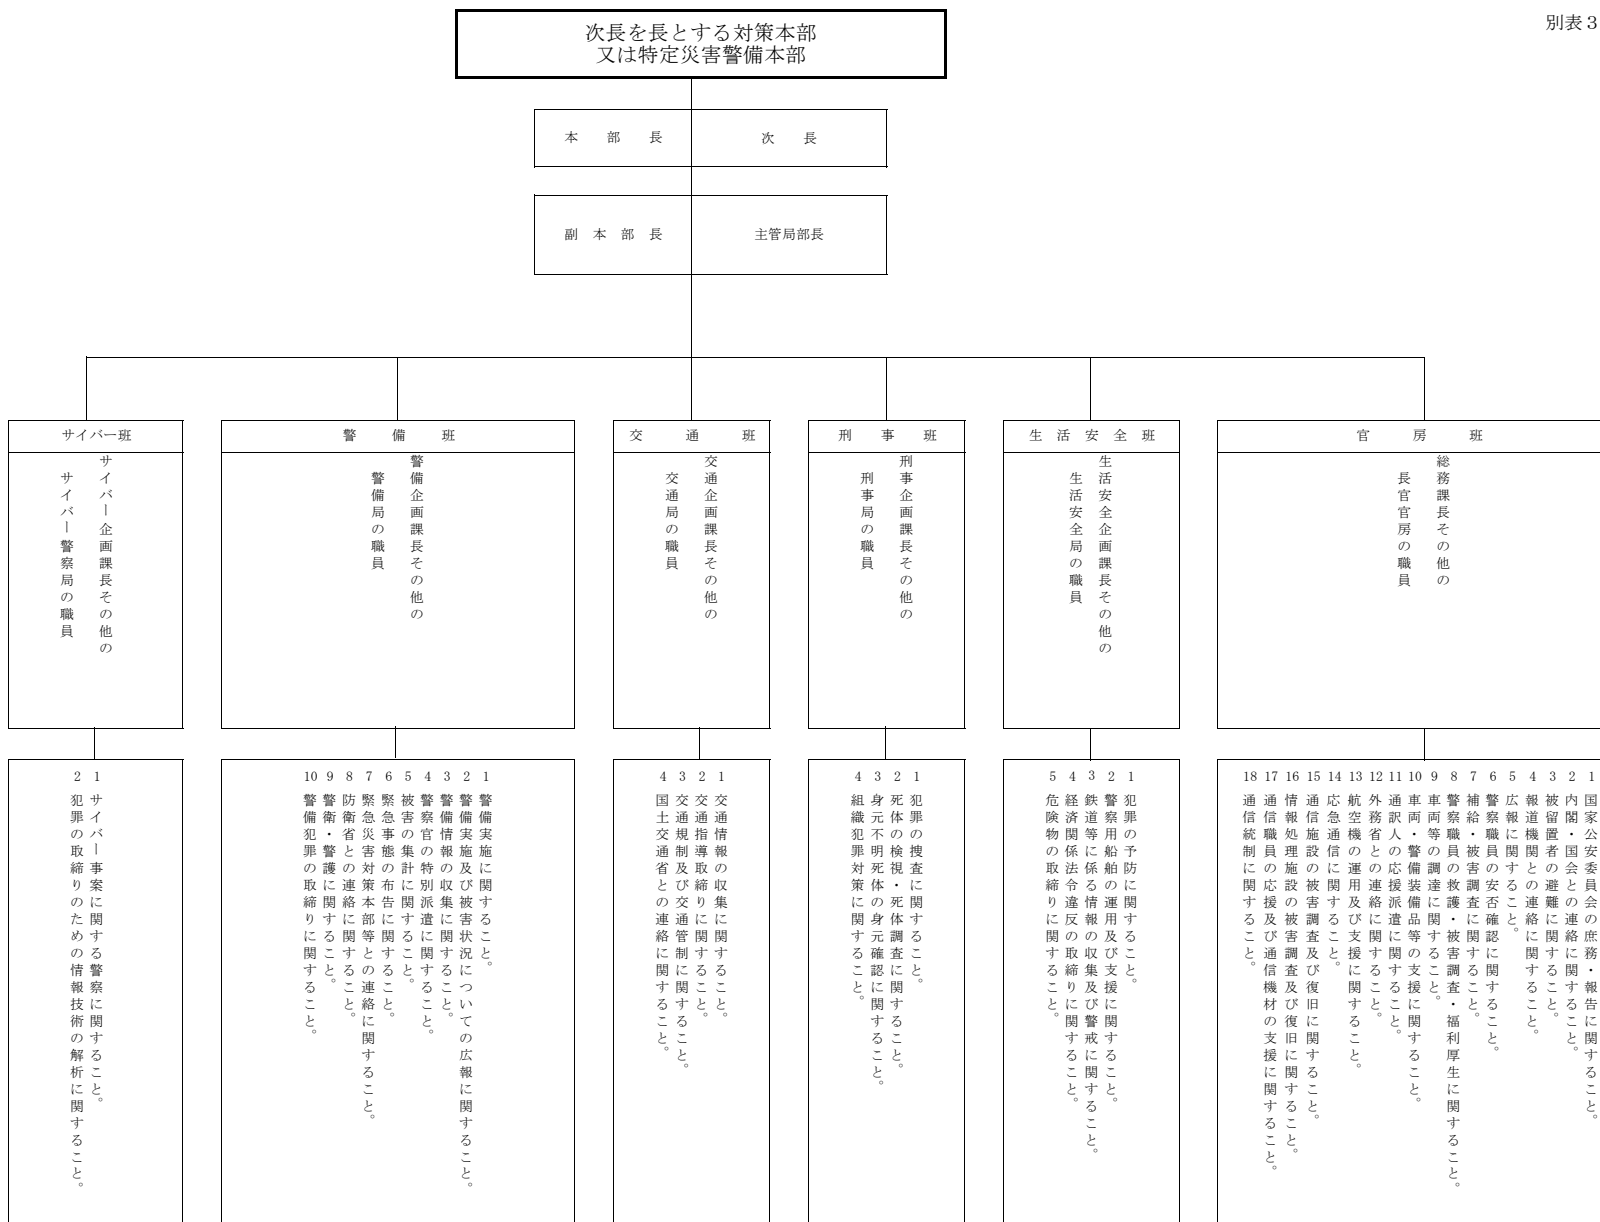 別表３
次長を長とする対策本部
又は特定災害警備本部
本部長
次長
副本部長
主管局部長
官房班
総務課長その他の
長官官房の職員
1 国家公安委員会の庶務・報告に関すること。
2 内閣・国会との連絡に関すること。
3 被留置者の避難に関すること。
4 報道機関との連絡に関すること。
5 広報に関すること。
6 警察職員の安否確認に関すること。
7 補給・被害調査に関すること。
8 警察職員の救護・被害調査・福利厚生に関すること。
9 車両等の調達に関すること。
10 車両・警備装備品等の支援に関すること。
11 通訳人の応援派遣に関すること。
12 外務省との連絡に関すること。
13 航空機の運用及び支援に関すること。
14 応急通信に関すること。
15 通信施設の被害調査及び復旧に関すること。
16 情報処理施設の被害調査及び復旧に関すること。
17 通信職員の応援及び通信機材の支援に関すること。
18 通信統制に関すること。
生活安全班
生活安全企画課長その他の
生活安全局の職員
1 犯罪の予防に関すること。
2 警察用船舶の運用及び支援に関すること。
3 鉄道等に係る情報の収集及び警戒に関すること。
4 経済関係法令違反の取締りに関すること。
5 危険物の取締りに関すること。
刑事班
刑事企画課長その他の
刑事局の職員
1 犯罪の捜査に関すること。
2 死体の検視・死体調査に関すること。
3 身元不明死体の身元確認に関すること。
4 組織犯罪対策に関すること。
交通班
交通企画課長その他の
交通局の職員
1 交通情報の収集に関すること。
2 交通指導取締りに関すること。
3 交通規制及び交通管制に関すること。
4 国土交通省との連絡に関すること。
警備班
警備企画課長その他の
警備局の職員
1 警備実施に関すること。
2 警備実施及び被害状況についての広報に関すること。
3 警備情報の収集に関すること。
4 警察官の特別派遣に関すること。
5 被害の集計に関すること。
6 緊急事態の布告に関すること。
7 緊急災害対策本部等との連絡に関すること。
8 防衛省との連絡に関すること。
9 警衛・警護に関すること。
10 警備犯罪の取締りに関すること。
サイバー班
サイバー企画課長その他の
サイバー警察局の職員
1 サイバー事案に関する警察に関すること。
2 犯罪の取締りのための情報技術の解析に関すること。